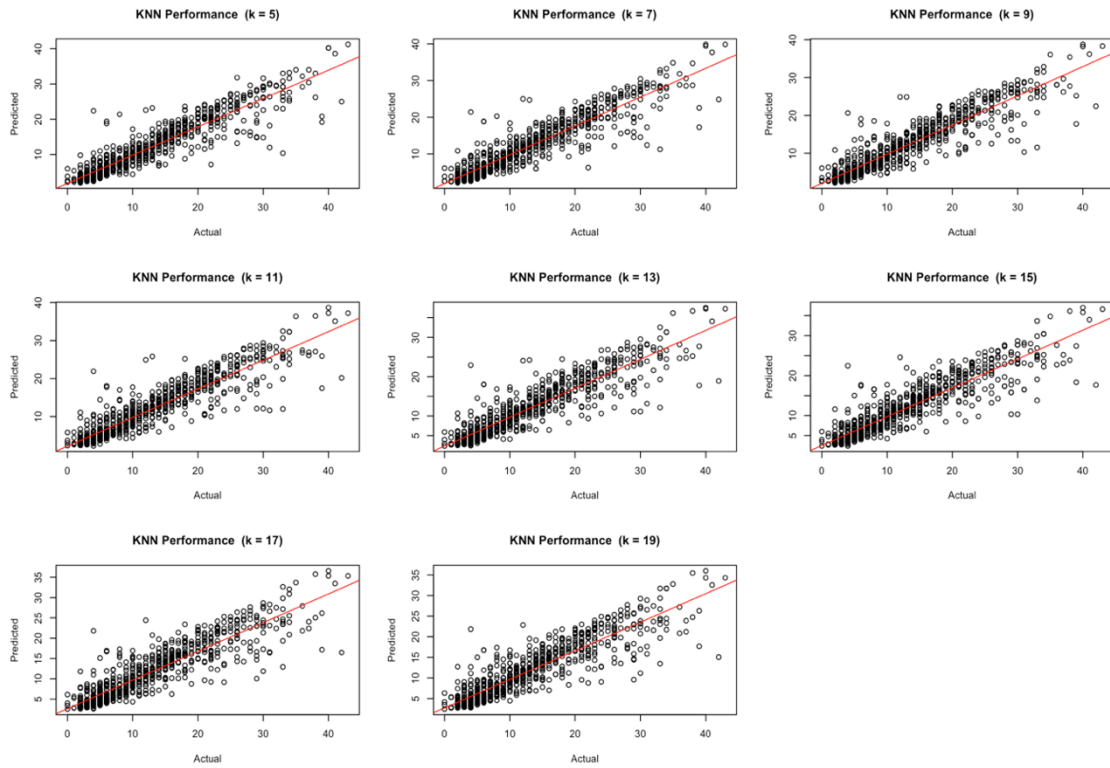 KNN Performance (k = 5)
Predicted
40
30
20
10
0 10 20 30 40
Actual
KNN Performance (k = 7)
Predicted
40
30
20
10
0 10 20 30 40
Actual
KNN Performance (k = 9)
Predicted
40
30
20
10
0 10 20 30 40
Actual
KNN Performance (k = 11)
Predicted
40
30
20
10
0 10 20 30 40
Actual
KNN Performance (k = 13)
Predicted
30
20
15
10
5
0 10 20 30 40
Actual
KNN Performance (k = 15)
Predicted
30
20
15
10
5
0 10 20 30 40
Actual
KNN Performance (k = 17)
Predicted
35
25
20
15
10
5
0 10 20 30 40
Actual
KNN Performance (k = 19)
Predicted
35
25
20
15
10
5
0 10 20 30 40
Actual